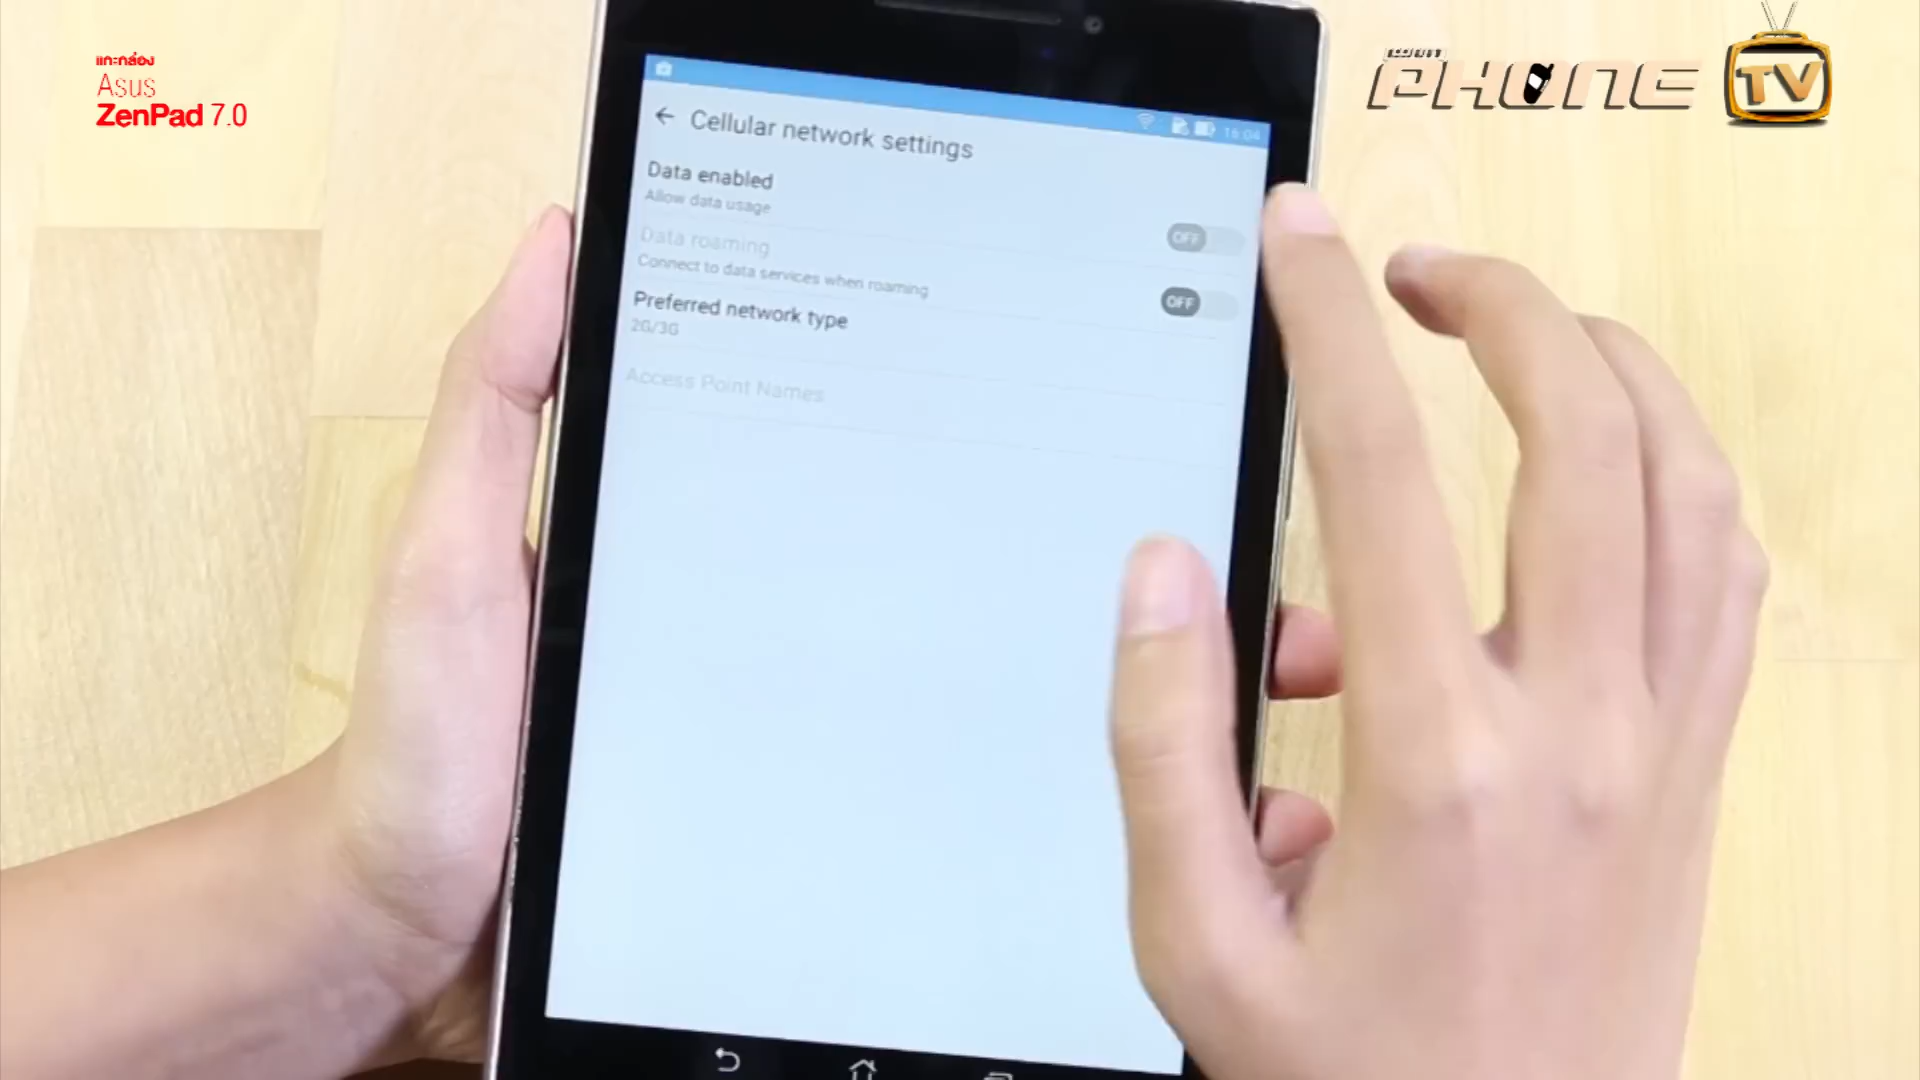 แกะกล่อง
Asus
ZenPad 7.0
PHONE
TV
16:04
Cellular network settings
Data enabled
Allow data usage
OFF
Data roaming
Connect to data services when roaming
OFF
Preferred network type
2G/3G
Access Point Names